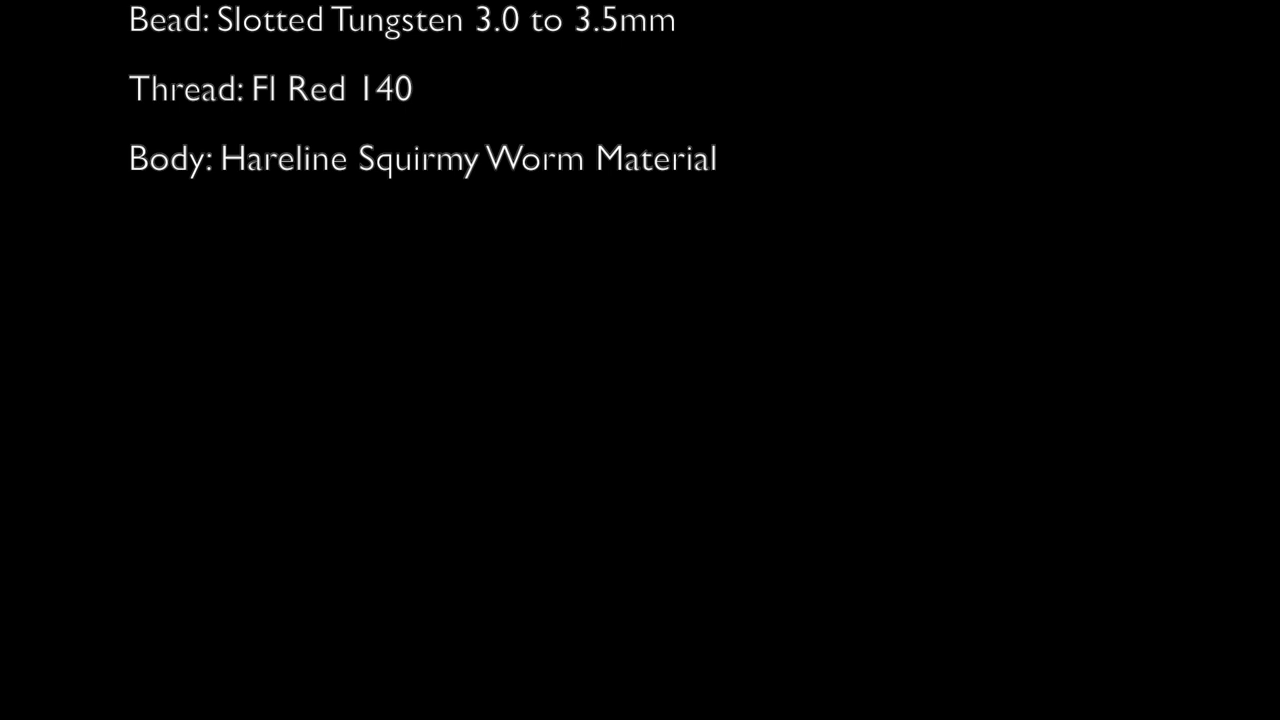 Bead: Slotted Tungsten 3.0 to 3.5mm
Thread: Fl Red 140
Body: Hareline Squirmy Worm Material